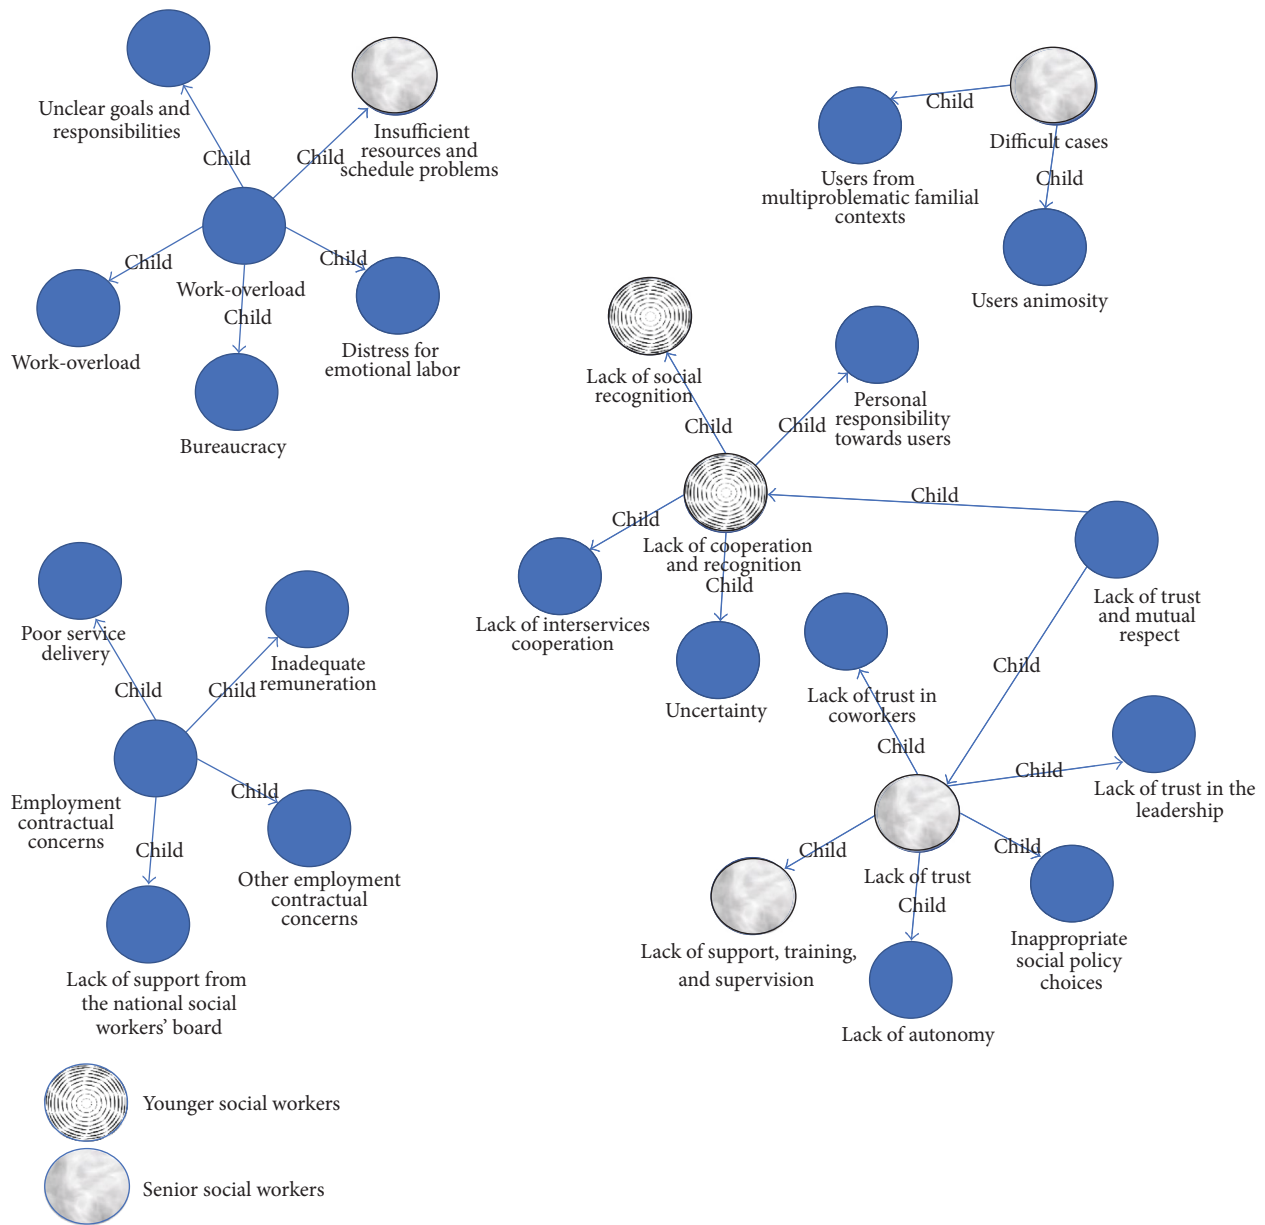 Unclear goals and
responsibilities
Child
Child
Insufficient
resources and
schedule problems
Child
Work-overload
Child
Child
Work-overload
Distress for
emotional labor
Bureaucracy
Child
Difficult cases
Child
Users from
multiproblematic familial
contexts
Users animosity
Lack of social
recognition
Child
Child
Personal
responsibility
towards users
Child
Child
Lack of cooperation
and recognition
Child
Lack of interservices
cooperation
Uncertainty
Lack of trust
and mutual
respect
Child
Poor service
delivery
Child
Child
Inadequate
remuneration
Employment
contractual
concerns
Child
Child
Other employment
contractual
concerns
Lack of support from
the national social
workers’ board
Lack of trust in
coworkers
Child
Child
Lack of trust in the
leadership
Child
Lack of trust
Child
Child
Lack of support, training,
and supervision
Inappropriate
social policy
choices
Lack of autonomy
Younger social workers
Senior social workers